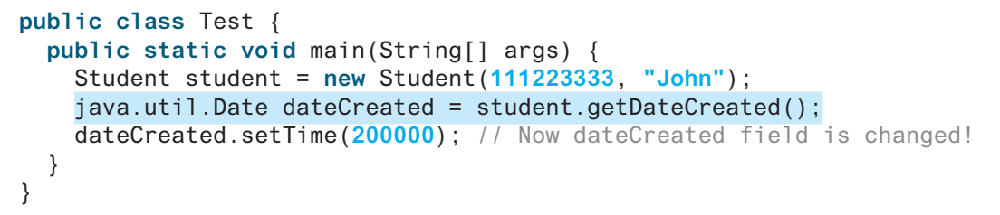 public class Test {
  public static void main(String[] args) {
    Student student = new Student(111223333, "John");
    java.util.Date dateCreated = student.getDateCreated();
    dateCreated.setTime(200000); // Now dateCreated field is changed!
  }
}